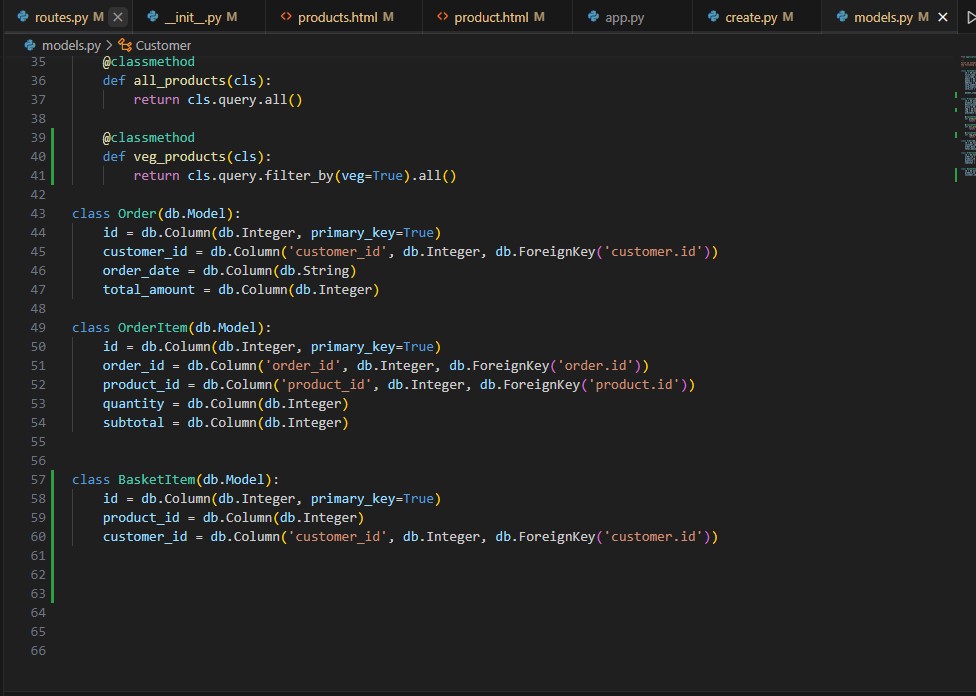 routes.py M × __init__.py M <> products.html M <> product.html M app.py create.py M models.py M ×
models.py > Customer
35 @classmethod
36 def all_products(cls):
37 return cls.query.all()
38
39 @classmethod
40 def veg_products(cls):
41 return cls.query.filter_by(veg=True).all()
42
43 class Order(db.Model):
44 id = db.Column(db.Integer, primary_key=True)
45 customer_id = db.Column('customer_id', db.Integer, db.ForeignKey('customer.id'))
46 order_date = db.Column(db.String)
47 total_amount = db.Column(db.Integer)
48
49 class OrderItem(db.Model):
50 id = db.Column(db.Integer, primary_key=True)
51 order_id = db.Column('order_id', db.Integer, db.ForeignKey('order.id'))
52 product_id = db.Column('product_id', db.Integer, db.ForeignKey('product.id'))
53 quantity = db.Column(db.Integer)
54 subtotal = db.Column(db.Integer)
55
56
57 class BasketItem(db.Model):
58 id = db.Column(db.Integer, primary_key=True)
59 product_id = db.Column(db.Integer)
60 customer_id = db.Column('customer_id', db.Integer, db.ForeignKey('customer.id'))
61
62
63
64
65
66